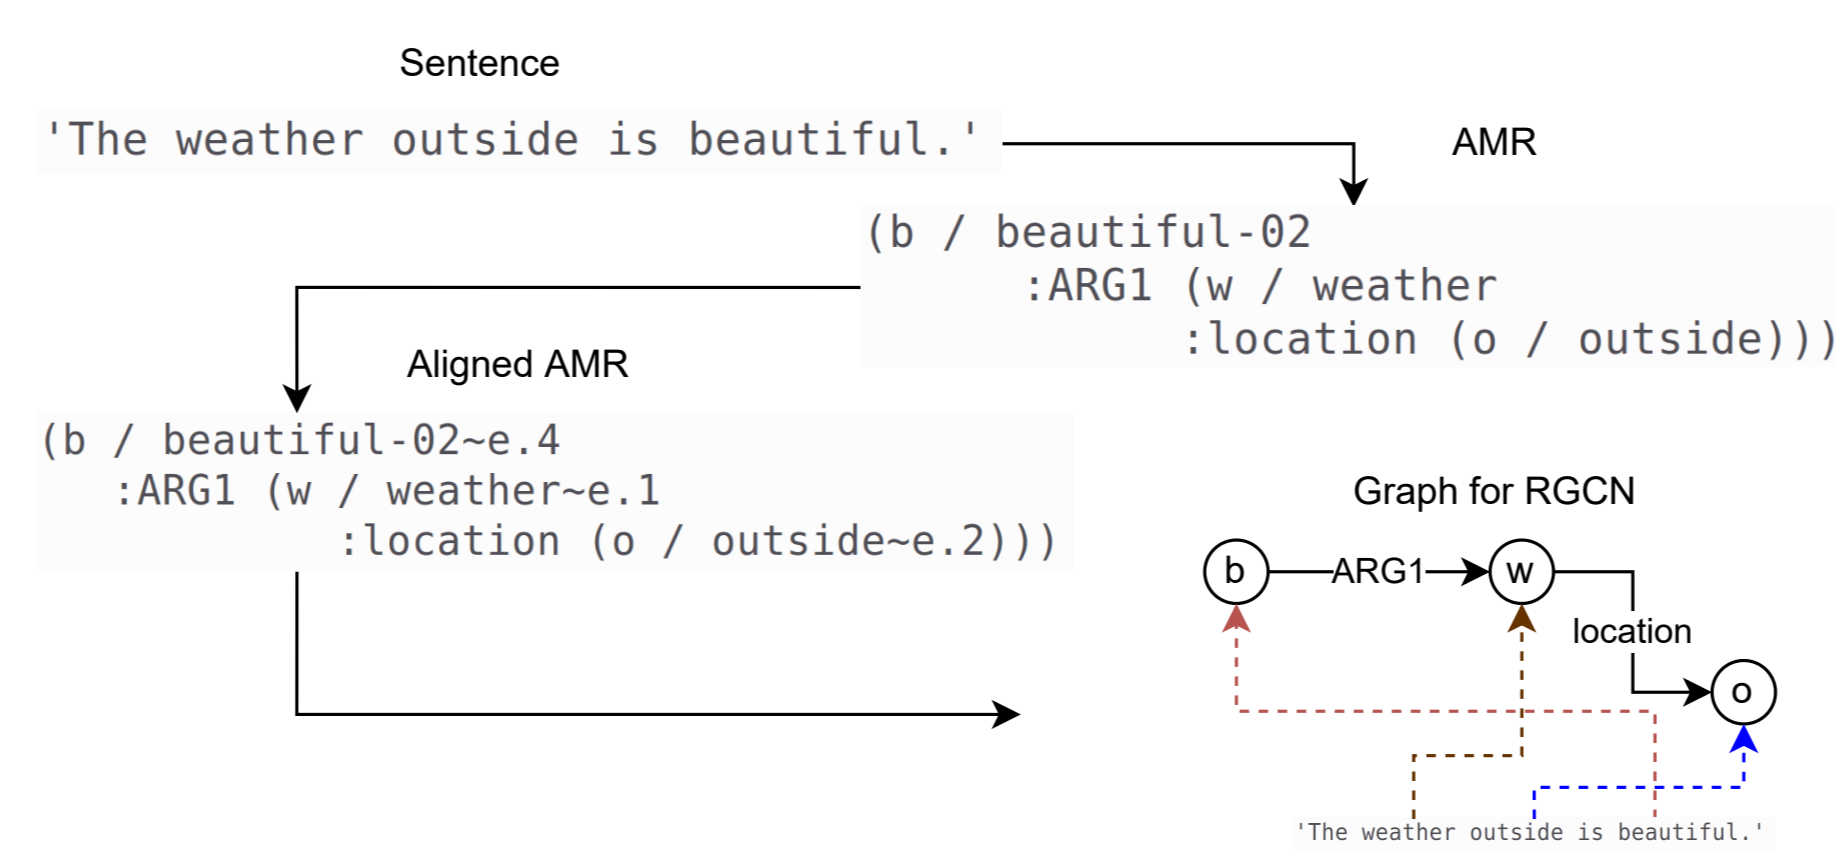 Sentence
'The weather outside is beautiful.'
AMR
(b / beautiful-02
:ARG1 (w / weather
:location (o / outside)))
Aligned AMR
(b / beautiful-02~e.4
:ARG1 (w / weather~e.1
:location (o / outside~e.2)))
Graph for RGCN
b
ARG1
w
location
o
'The weather outside is beautiful.'